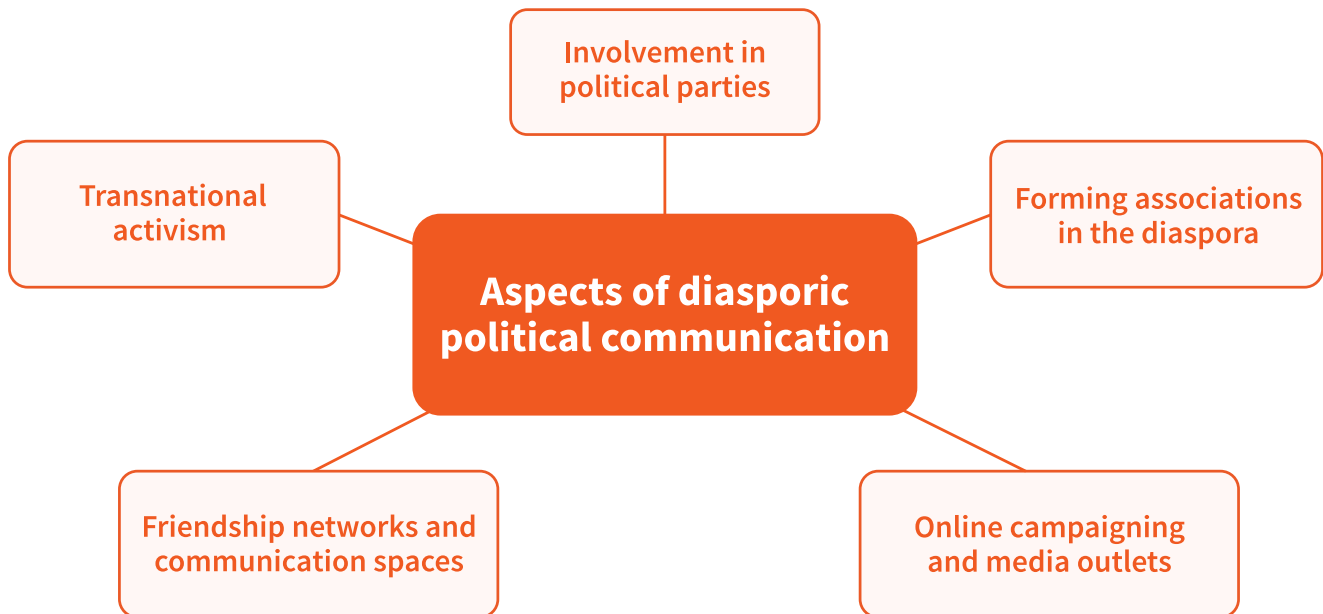 Involvement in
political parties
Transnational
activism
Forming associations
in the diaspora
Aspects of diasporic
political communication
Friendship networks and
communication spaces
Online campaigning
and media outlets